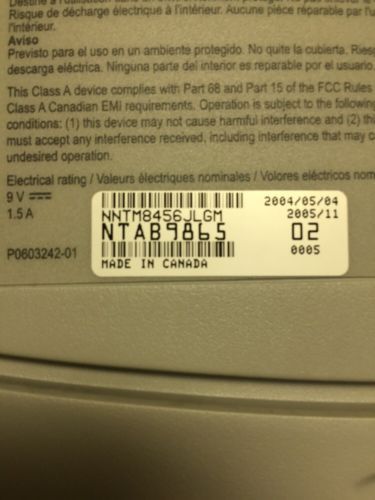 Destiné à l'utilisation dans
Risque de décharge électrique à l'intérieur. Aucune pièce réparable par
l'intérieur.
Aviso
Previsto para el uso en un ambiente protegido. No quite la cubierta.
descarga eléctrica. Ninguna parte del interior es reparable por el usuario.
This Class A device complies with Part 68 and Part 15 of the FCC Rules
Class A Canadian EMI requirements. Operation is subject to the following
conditions: (1) this device may not cause harmful interference and (2)
must accept any interference received, including interference that may
undesired operation.
Electrical rating / Valeurs électriques nominales / Valores eléctricos
9 V
1.5 A
P0603242-01
2004/05/04
NNTM8456JLGM 2005/11
NTAB9865 02
0005
MADE IN CANADA